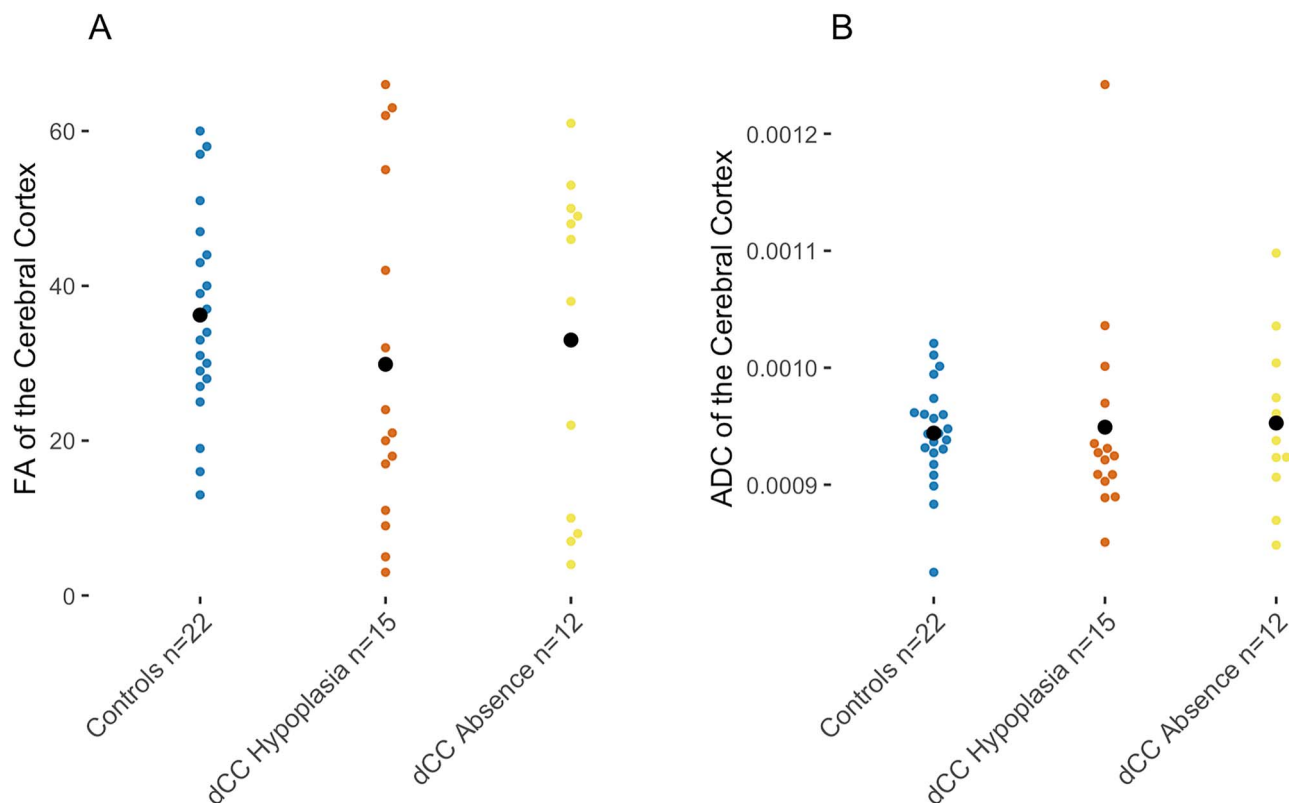 A
FA of the Cerebral Cortex
60
40
20
0
Controls n=22
dCC Hypoplasia n=15
dCC Absence n=12
B
ADC of the Cerebral Cortex
0.0012
0.0011
0.0010
0.0009
Controls n=22
dCC Hypoplasia n=15
dCC Absence n=12